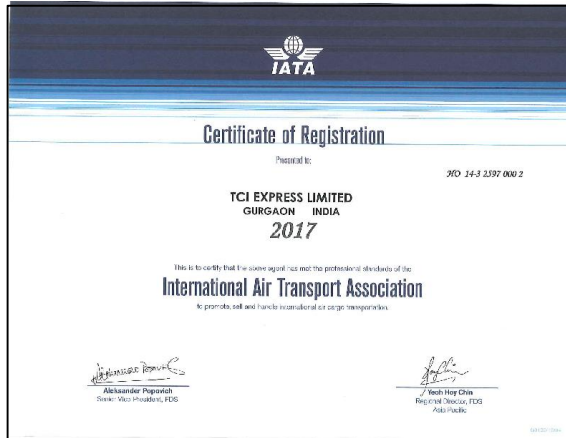 IATA
Certificate of Registration
Presented to:
HO 14-3 2597 000 2
TCI EXPRESS LIMITED
GURGAON INDIA
2017
This is to certify that the above agent has met the professional standards of the
International Air Transport Association
to promote, sell and handle international air cargo transportation.
Aleksander Popovich
Senior Vice President, FDS
Yeoh Hoy Chin
Regional Director, FDS
Asia Pacific